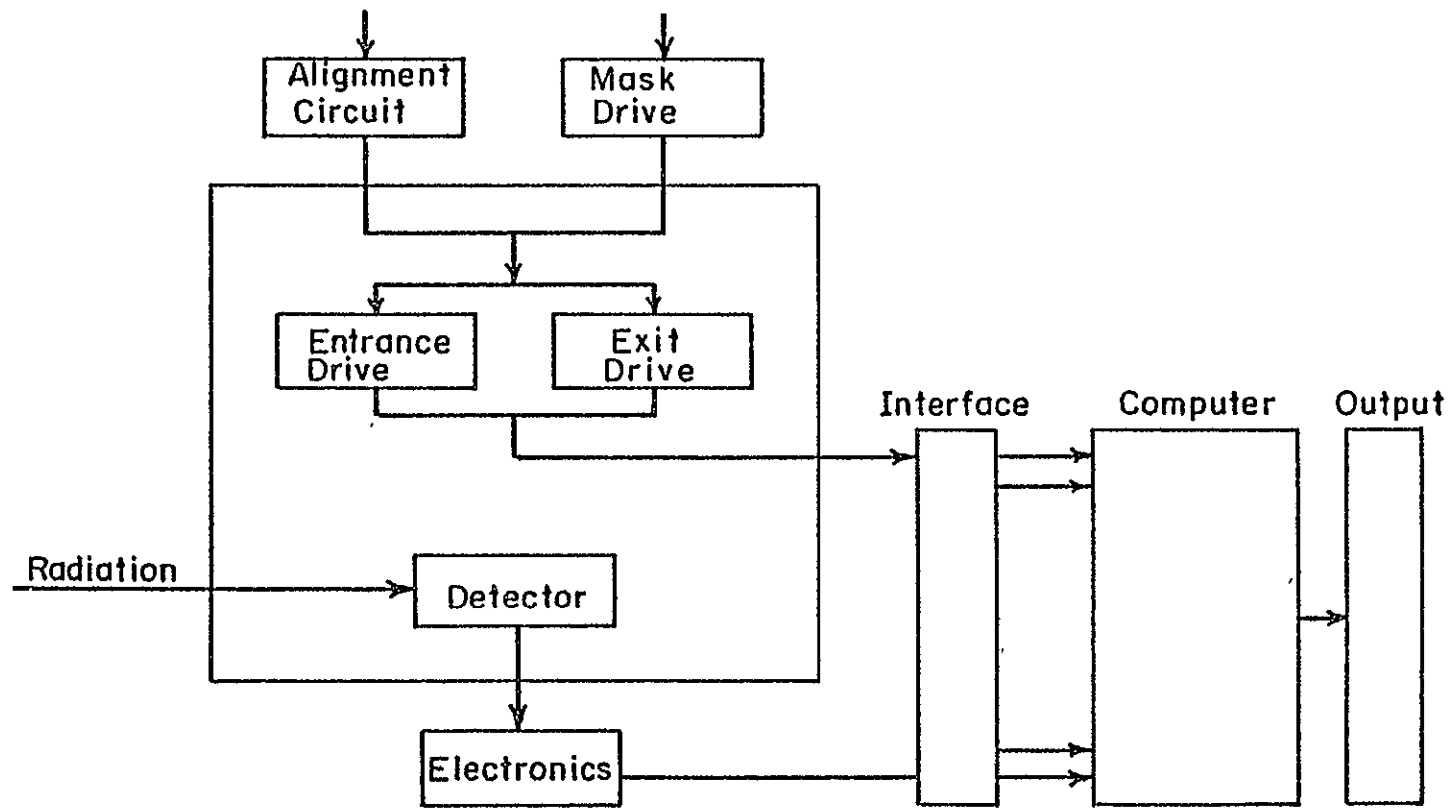 Alignment
Circuit
Mask
Drive
Entrance
Drive
Exit
Drive
Interface
Computer
Output
Radiation
Detector
Electronics